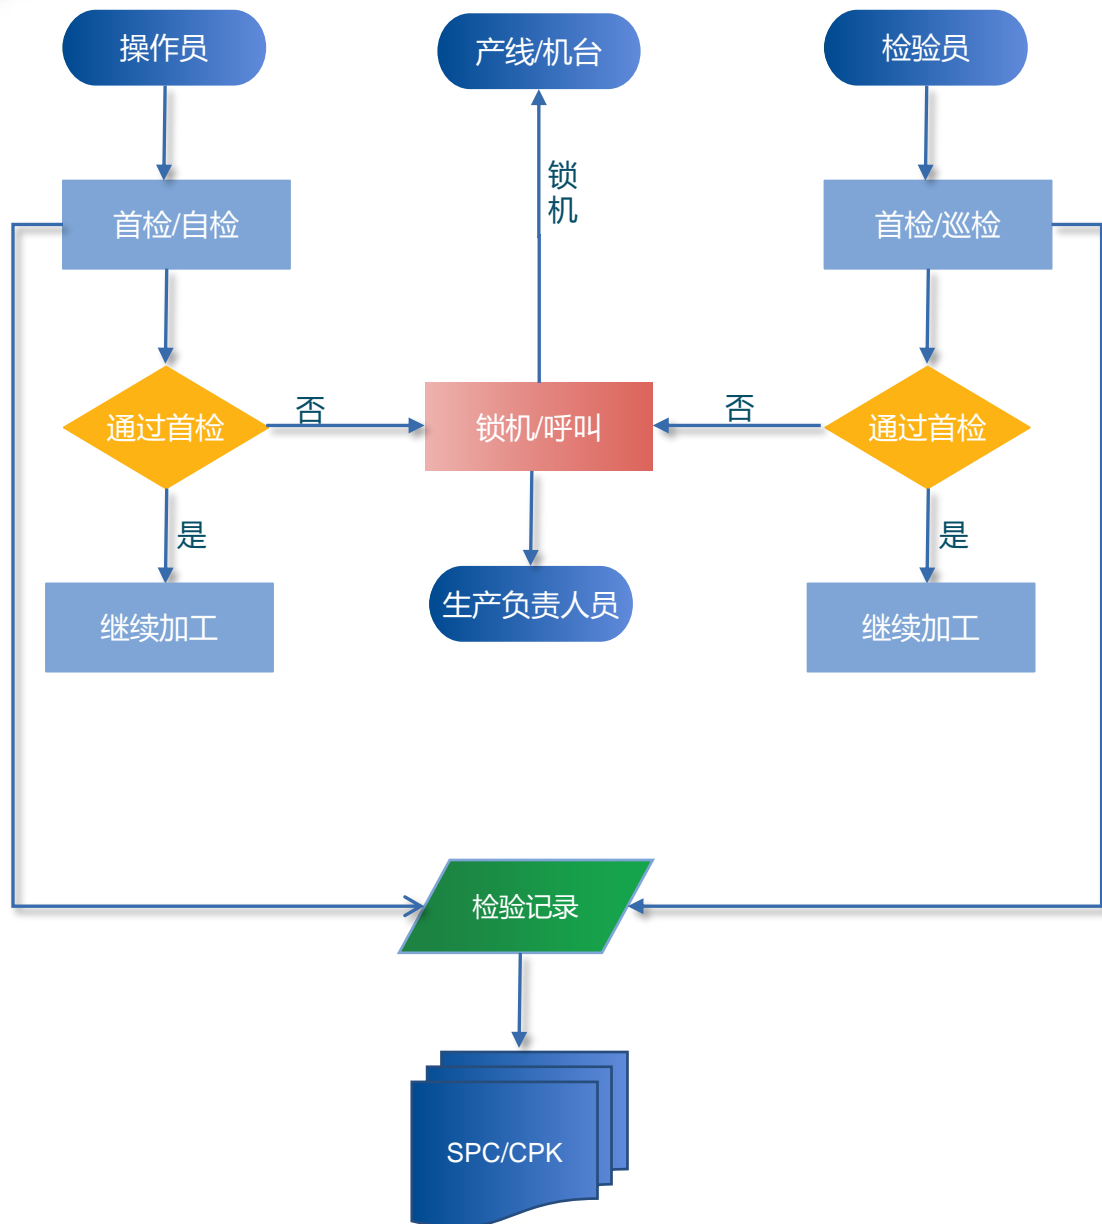 操作员
产线/机台
检验员
锁
机
首检/自检
首检/巡检
通过首检
否
锁机/呼叫
否
通过首检
是
是
继续加工
生产负责人员
继续加工
检验记录
SPC/CPK